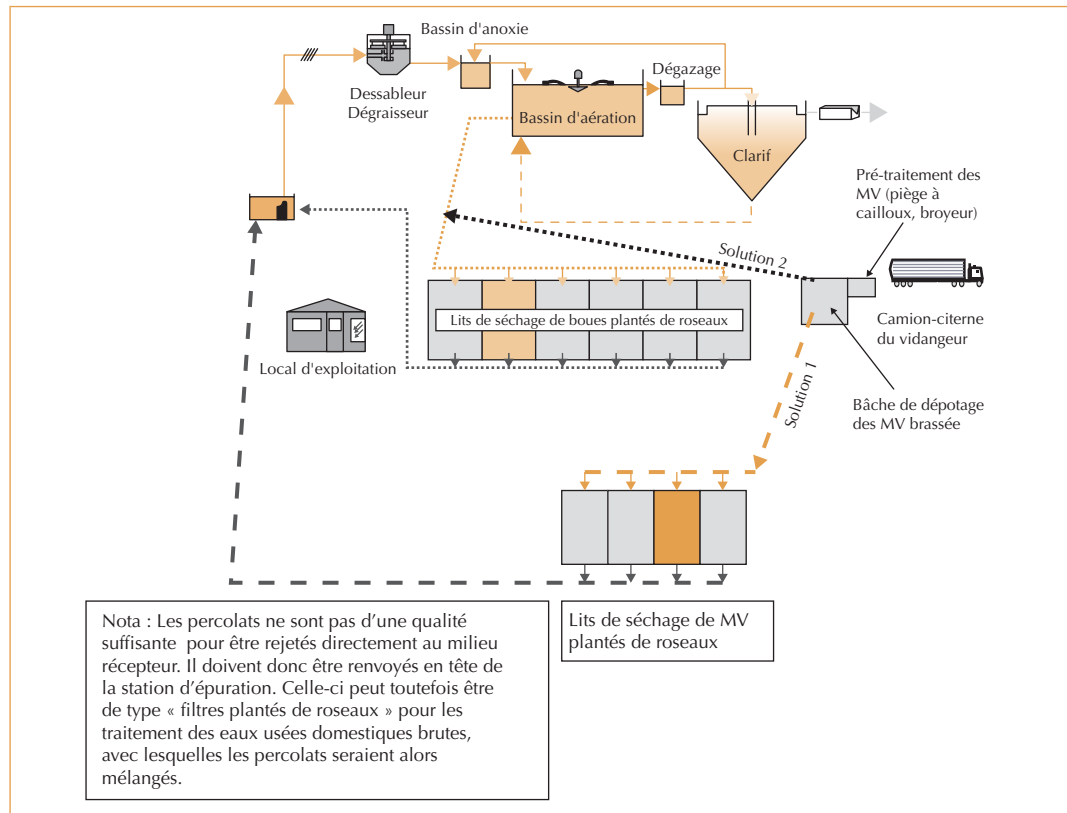 Bassin d'anoxie
Dessableur
Dégraisseur
Dégazage
Bassin d'aération
Clarif
Pré-traitement des
MV (piège à
cailloux, broyeur)
Solution 2
Lits de séchage de boues plantés de roseaux
Camion-citerne
du vidangeur
Local d'exploitation
Solution 1
Bâche de dépotage
des MV brassée
Nota : Les percolats ne sont pas d’une qualité
suffisante pour être rejetés directement au milieu
récepteur. Il doivent donc être renvoyés en tête de
la station d’épuration. Celle-ci peut toutefois être
de type « filtres plantés de roseaux » pour les
traitement des eaux usées domestiques brutes,
avec lesquelles les percolats seraient alors
mélangés.
Lits de séchage de MV
plantés de roseaux